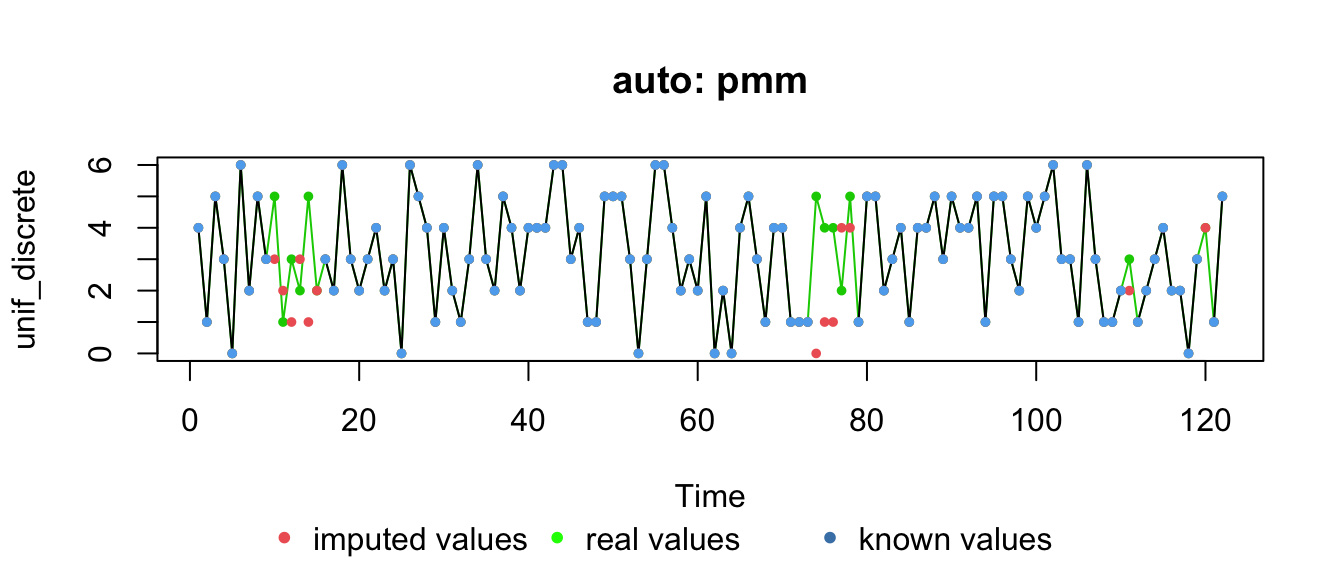 auto: pmm
unif_discrete
6
4
2
0
0 20 40 60 80 100 120
Time
imputed values real values known values